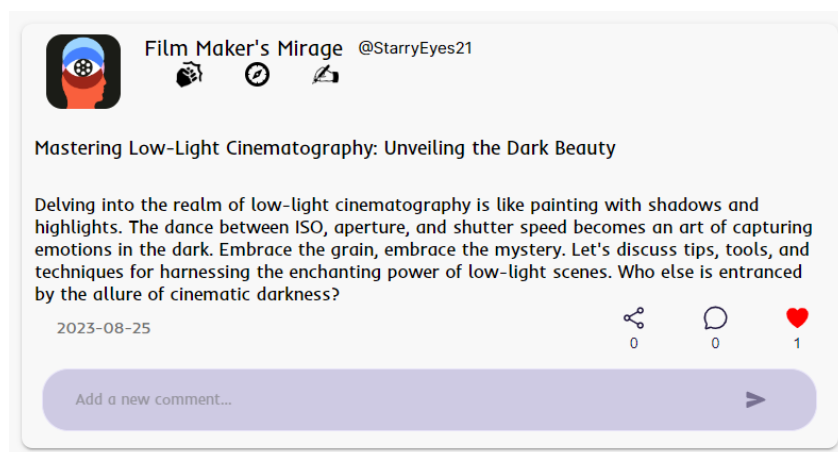 Film Maker's Mirage @StarryEyes21
Mastering Low-Light Cinematography: Unveiling the Dark Beauty
Delving into the realm of low-light cinematography is like painting with shadows and
highlights. The dance between ISO, aperture, and shutter speed becomes an art of capturing
emotions in the dark. Embrace the grain, embrace the mystery. Let's discuss tips, tools, and
techniques for harnessing the enchanting power of low-light scenes. Who else is entranced
by the allure of cinematic darkness?
2023-08-25
0 0 1
Add a new comment...